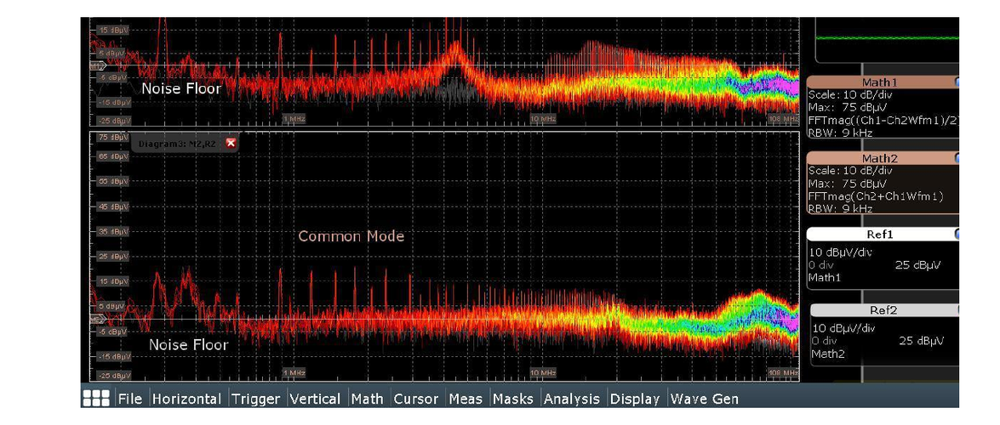 15 dBµV
5 dBµV
-5 dBµV
-15 dBµV
-25 dBµV
Noise Floor
1 MHz
10 MHz
108 MHz
75 dBµV
Diagram3: M2,R2
65 dBµV
55 dBµV
45 dBµV
35 dBµV
25 dBµV
15 dBµV
5 dBµV
-5 dBµV
-15 dBµV
-25 dBµV
Common Mode
Noise Floor
1 MHz
10 MHz
108 MHz
Math1
Scale: 10 dB/div
Max: 75 dBµV
FFTmag((Ch1-Ch2Wfm1)/2)
RBW: 9 kHz
Math2
Scale: 10 dB/div
Max: 75 dBµV
FFTmag(Ch2+Ch1Wfm1)
RBW: 9 kHz
Ref1
10 dBµV/div
0 div 25 dBµV
Math1
Ref2
10 dBµV/div
0 div 25 dBµV
Math2
File Horizontal Trigger Vertical Math Cursor Meas Masks Analysis Display Wave Gen